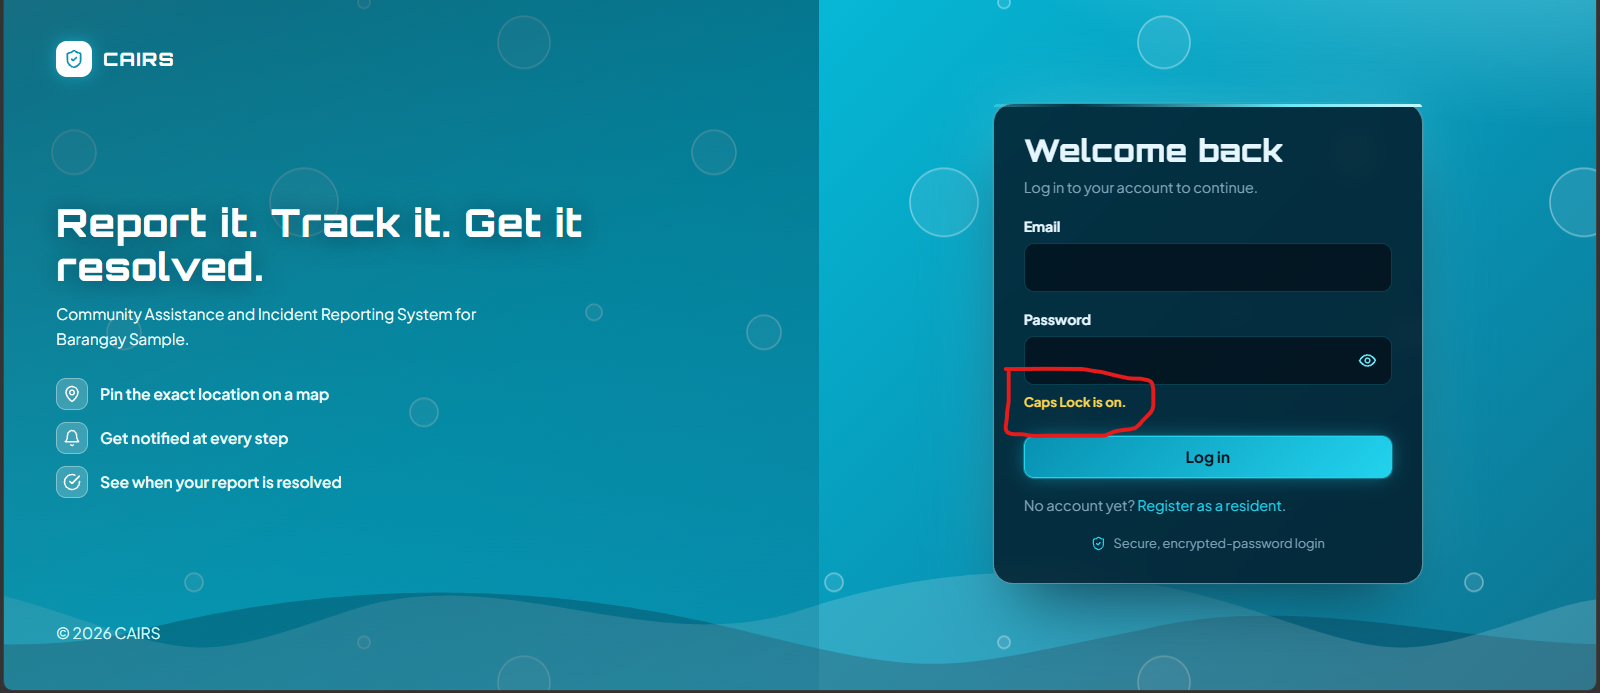 CAIRS
Report it. Track it. Get it
resolved.
Community Assistance and Incident Reporting System for
Barangay Sample.
Pin the exact location on a map
Get notified at every step
See when your report is resolved
© 2026 CAIRS
Welcome back
Log in to your account to continue.
Email
Password
Caps Lock is on.
Log in
No account yet? Register as a resident.
Secure, encrypted-password login